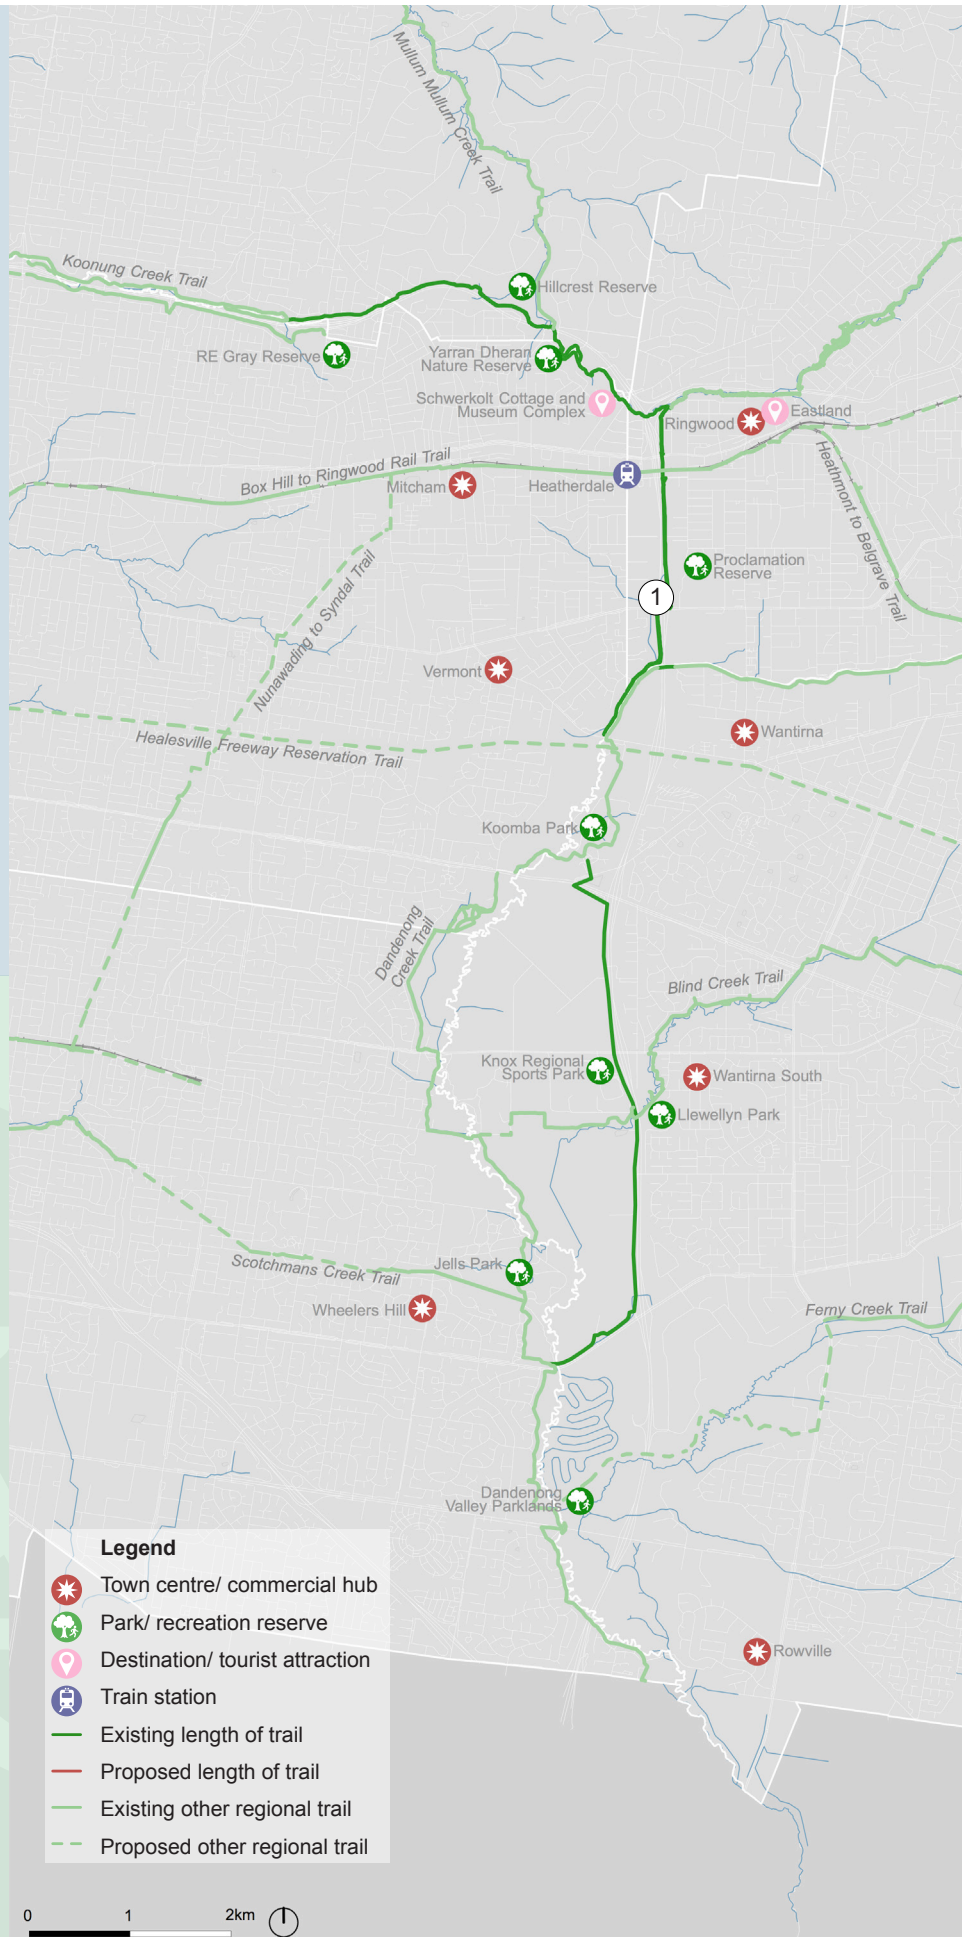 Mullum Mullum Creek Trail
Koonung Creek Trail
Hillcrest Reserve
RE Gray Reserve
Yarran Dheran
Nature Reserve
Schwerkolt Cottage and
Museum Complex
Ringwood
Eastland
Box Hill to Ringwood Rail Trail
Mitcham
Heatherdale
Heathmont to Belgrave Trail
Proclamation
Reserve
1
Nunawading to Syndal Trail
Vermont
Wantirna
Healesville Freeway Reservation Trail
Koomba Park
Dandenong
Creek Trail
Blind Creek Trail
Knox Regional
Sports Park
Wantirna South
Llewellyn Park
Scotchmans Creek Trail
Jells Park
Wheelers Hill
Ferny Creek Trail
Dandenong
Valley Parklands
Rowville
Legend
Town centre/ commercial hub
Park/ recreation reserve
Destination/ tourist attraction
Train station
Existing length of trail
Proposed length of trail
Existing other regional trail
Proposed other regional trail
0 1 2km